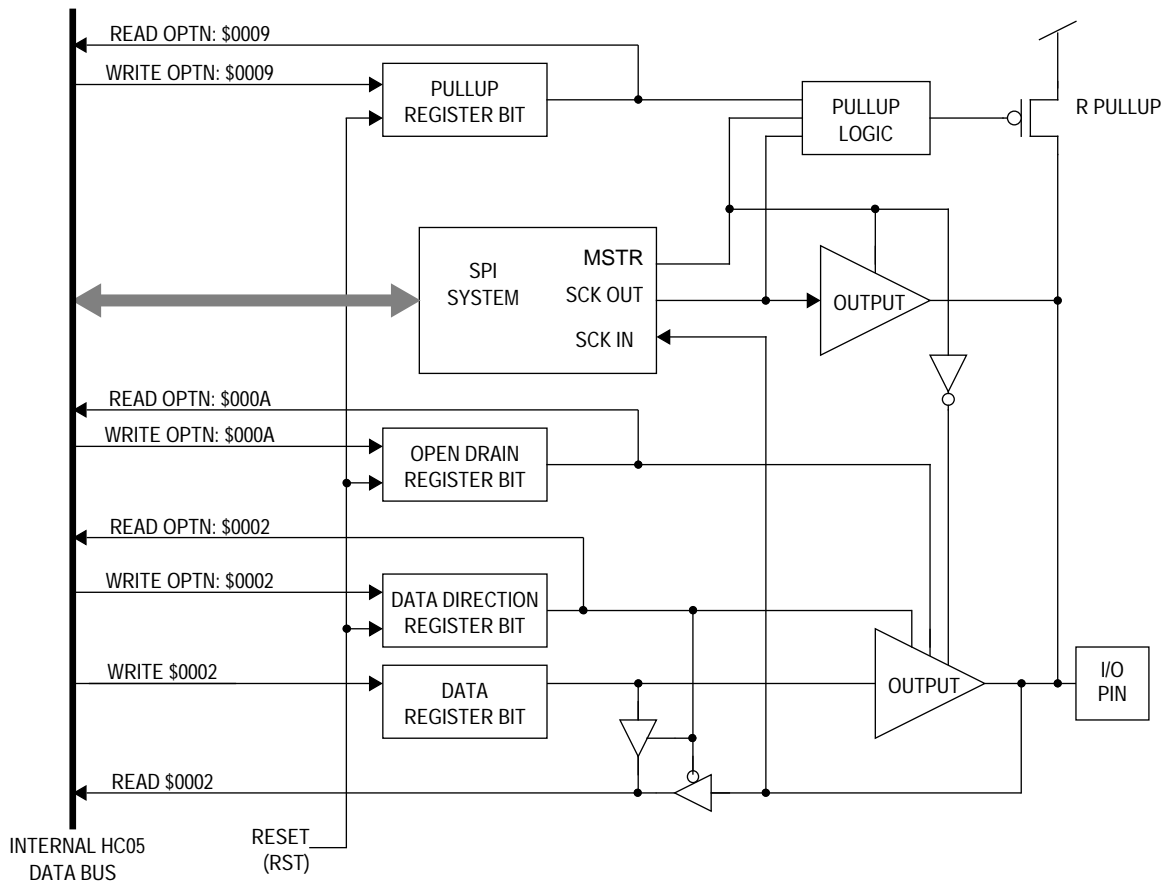 READ OPTN: $0009
WRITE OPTN: $0009
PULLUP
REGISTER BIT
PULLUP
LOGIC
R PULLUP
SPI
SYSTEM
MSTR
SCK OUT
SCK IN
OUTPUT
READ OPTN: $000A
WRITE OPTN: $000A
OPEN DRAIN
REGISTER BIT
READ OPTN: $0002
WRITE OPTN: $0002
DATA DIRECTION
REGISTER BIT
WRITE $0002
DATA
REGISTER BIT
OUTPUT
I/O
PIN
READ $0002
INTERNAL HC05
DATA BUS
RESET
(RST)